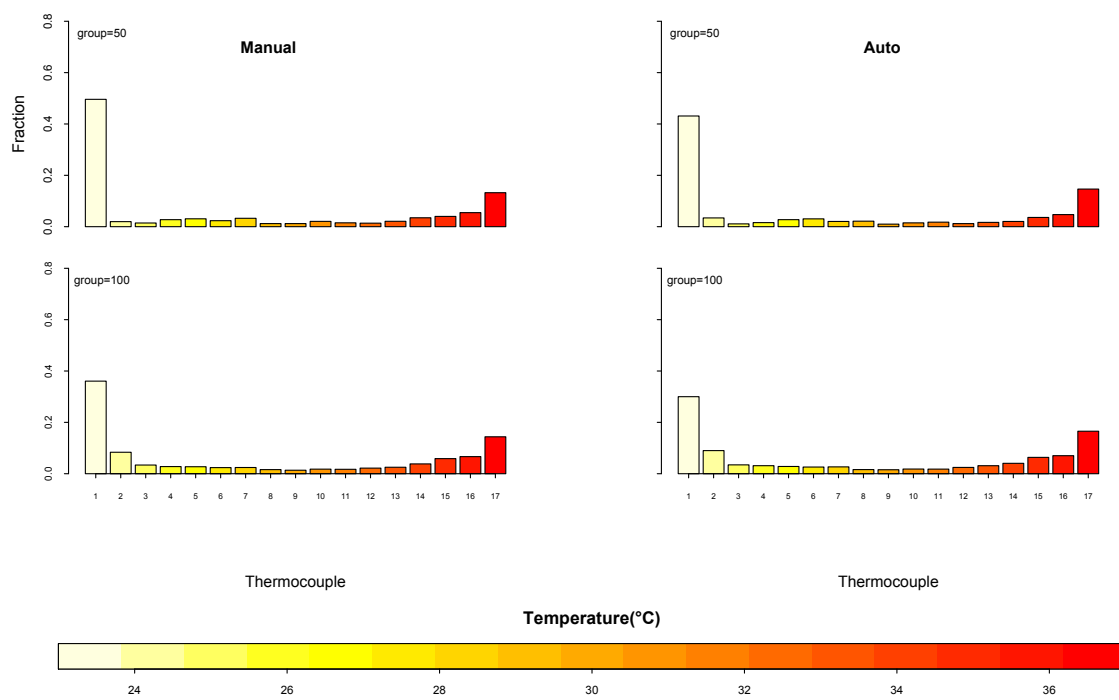 group=50
Manual
0.0 0.2 0.4 0.6 0.8
Fraction
group=50
Auto
group=100
0.0 0.2 0.4 0.6 0.8
1 2 3 4 5 6 7 8 9 10 11 12 13 14 15 16 17
Thermocouple
group=100
1 2 3 4 5 6 7 8 9 10 11 12 13 14 15 16 17
Thermocouple
Temperature(°C)
24 26 28 30 32 34 36